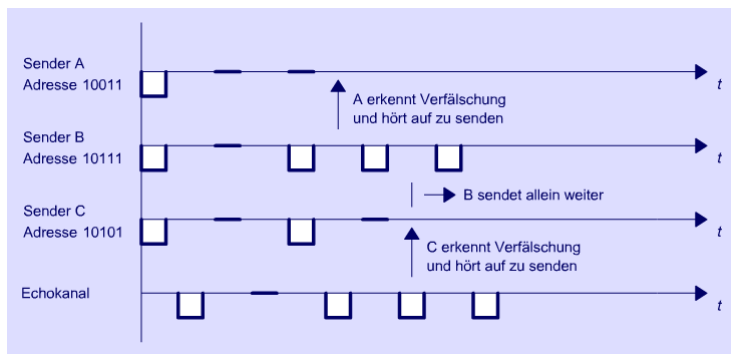 Sender A
Adresse 10011
t
A erkennt Verfälschung
und hört auf zu senden
Sender B
Adresse 10111
t
B sendet allein weiter
Sender C
Adresse 10101
t
C erkennt Verfälschung
und hört auf zu senden
Echokanal
t